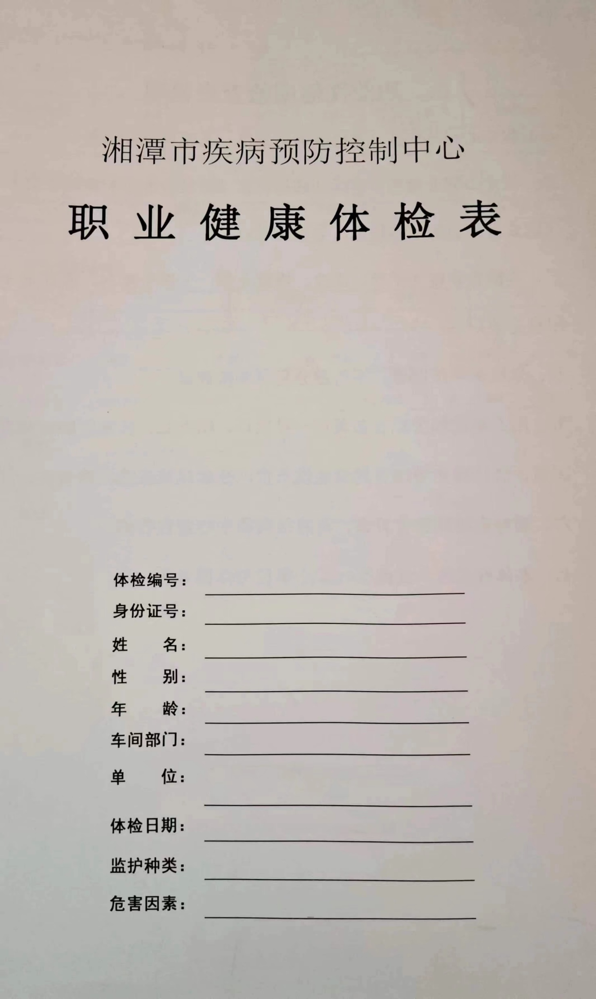 湘潭市疾病预防控制中心
职业健康体检表
体检编号：
身份证号：
姓名：
性别：
年龄：
车间部门：
单位：
体检日期：
监护种类：
危害因素：